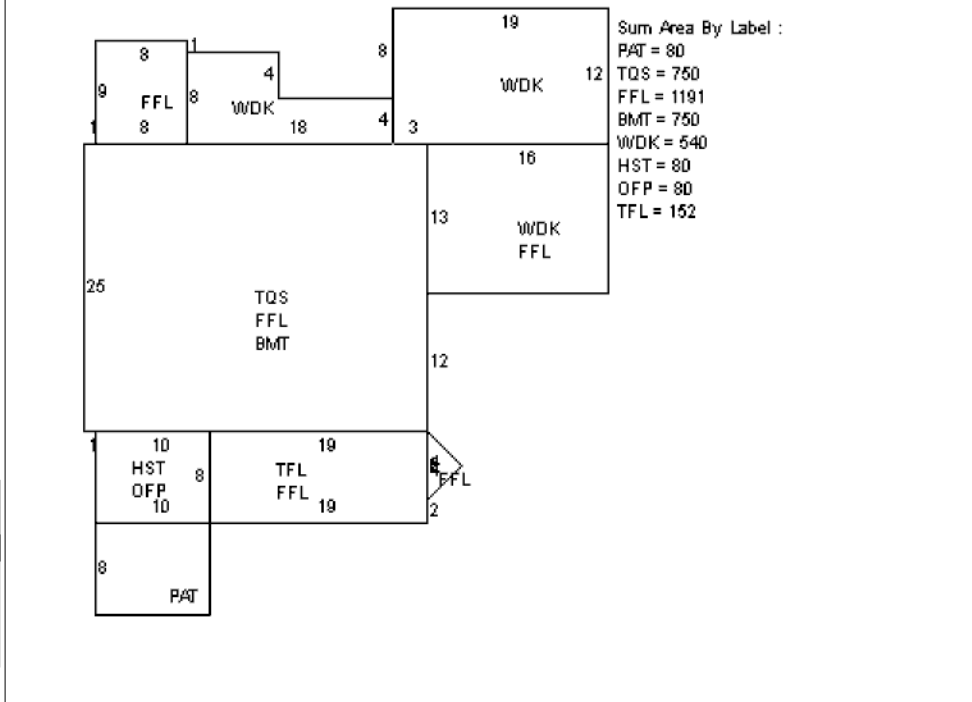 8
1
9
FFL
8
1
8
4
WDK
18
8
4
19
WDK
12
3
Sum Area By Label :
PAT = 80
TQS = 750
FFL = 1191
BMT = 750
WDK = 540
HST = 80
OFP = 80
TFL = 152
16
13
WDK
FFL
25
TQS
FFL
BMT
12
1
10
HST
OFP
8
10
19
TFL
FFL
19
FFL
2
8
PAT